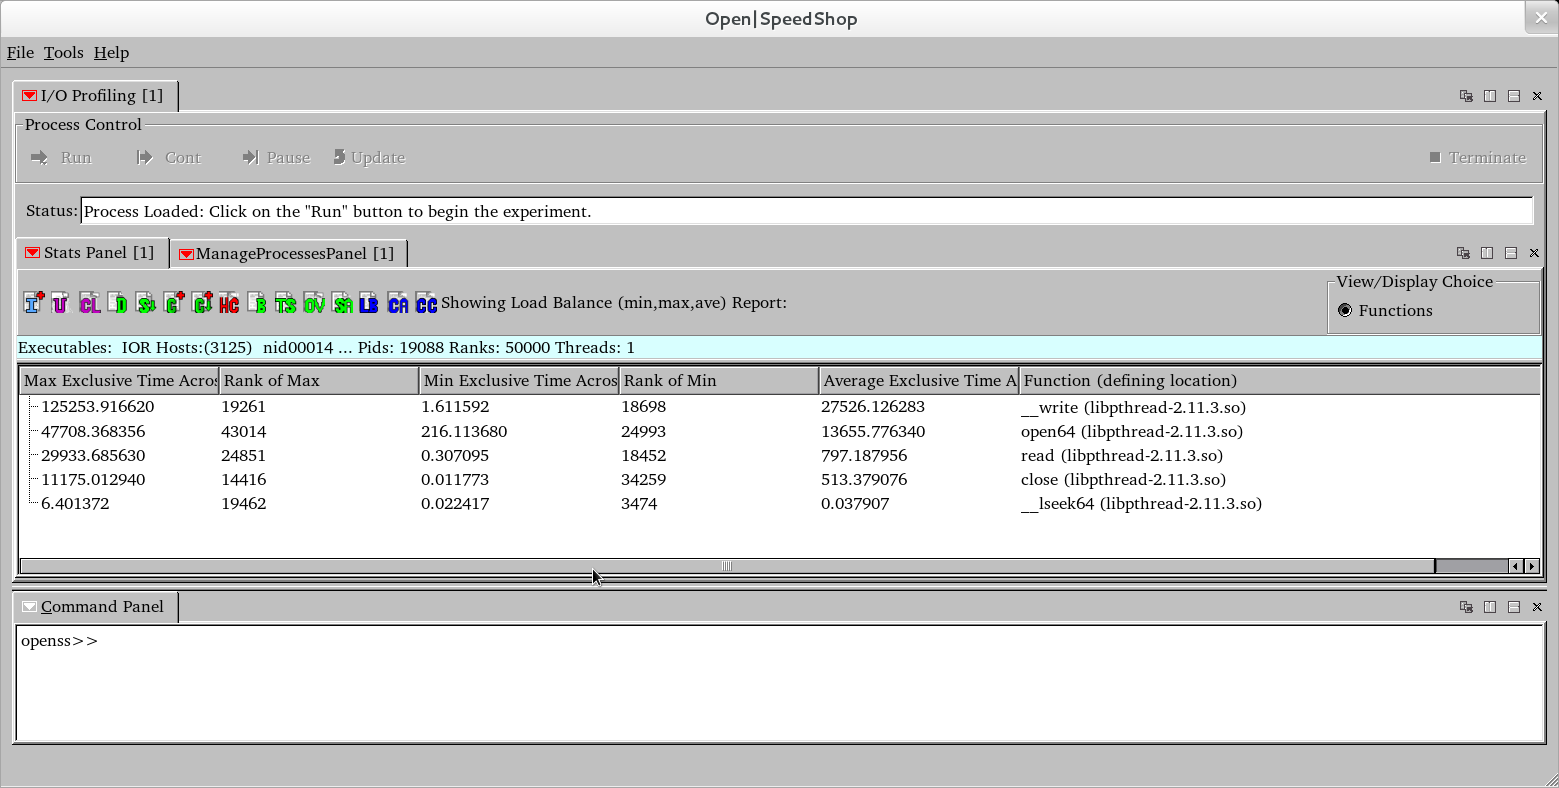 Open|SpeedShop
File Tools Help
I/O Profiling [1]
Process Control
Run Cont Pause Update Terminate
Status: Process Loaded: Click on the "Run" button to begin the experiment.
Stats Panel [1] ManageProcessesPanel [1]
View/Display Choice
I U CL D S↓ G G HC B TS OV SA LB CA CC Showing Load Balance (min,max,ave) Report:
Functions
Executables: IOR Hosts:(3125) nid00014 ... Pids: 19088 Ranks: 50000 Threads: 1
Max Exclusive Time Acros Rank of Max Min Exclusive Time Acros Rank of Min Average Exclusive Time A Function (defining location)
125253.916620 19261 1.611592 18698 27526.126283 __write (libpthread-2.11.3.so)
47708.368356 43014 216.113680 24993 13655.776340 open64 (libpthread-2.11.3.so)
29933.685630 24851 0.307095 18452 797.187956 read (libpthread-2.11.3.so)
11175.012940 14416 0.011773 34259 513.379076 close (libpthread-2.11.3.so)
6.401372 19462 0.022417 3474 0.037907 __lseek64 (libpthread-2.11.3.so)
Command Panel
openss>>